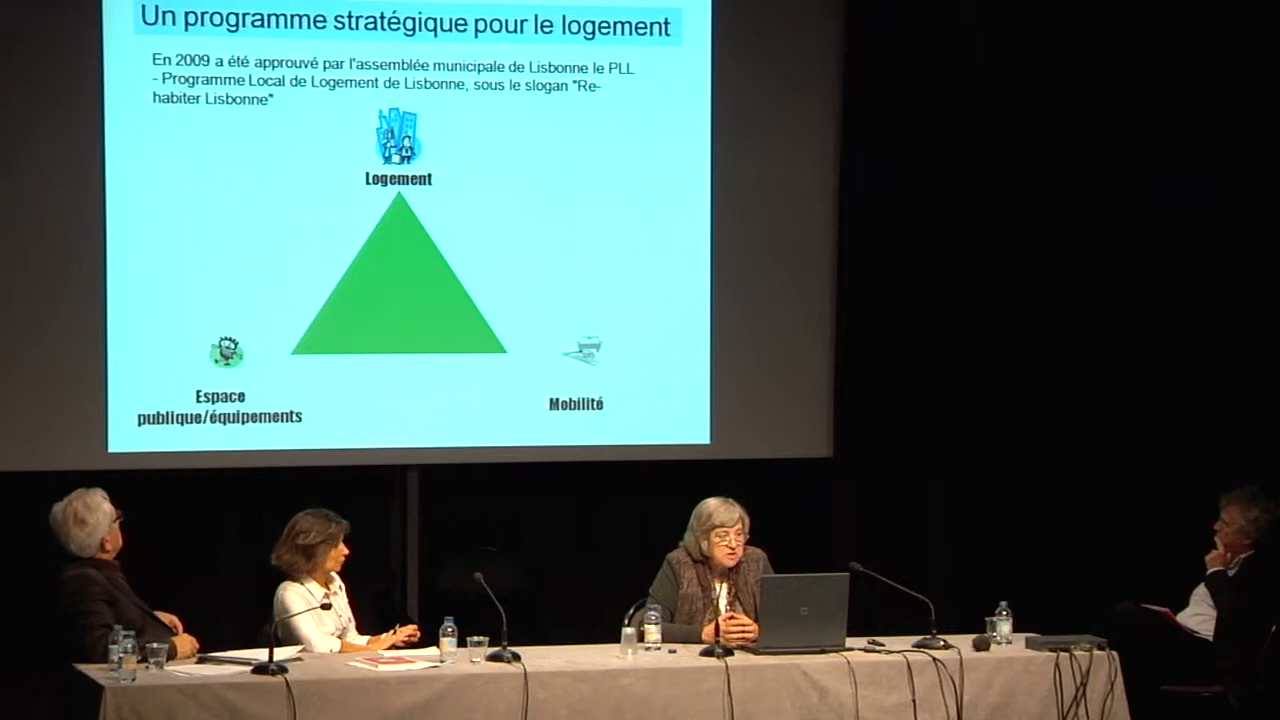 Un programme stratégique pour le logement
En 2009 a été approuvé par l'assemblée municipale de Lisbonne le PLL
- Programme Local de Logement de Lisbonne, sous le slogan "Re-
habiter Lisbonne"
Logement
Espace
publique/équipements
Mobilité